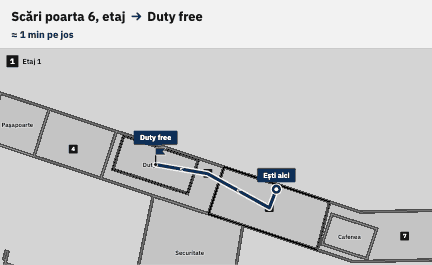 Scări poarta 6, etaj → Duty free
≈ 1 min pe jos
1 Etaj 1
Pașapoarte
4
Duty free
Dut
Ești aici
Cafenea
7
Securitate